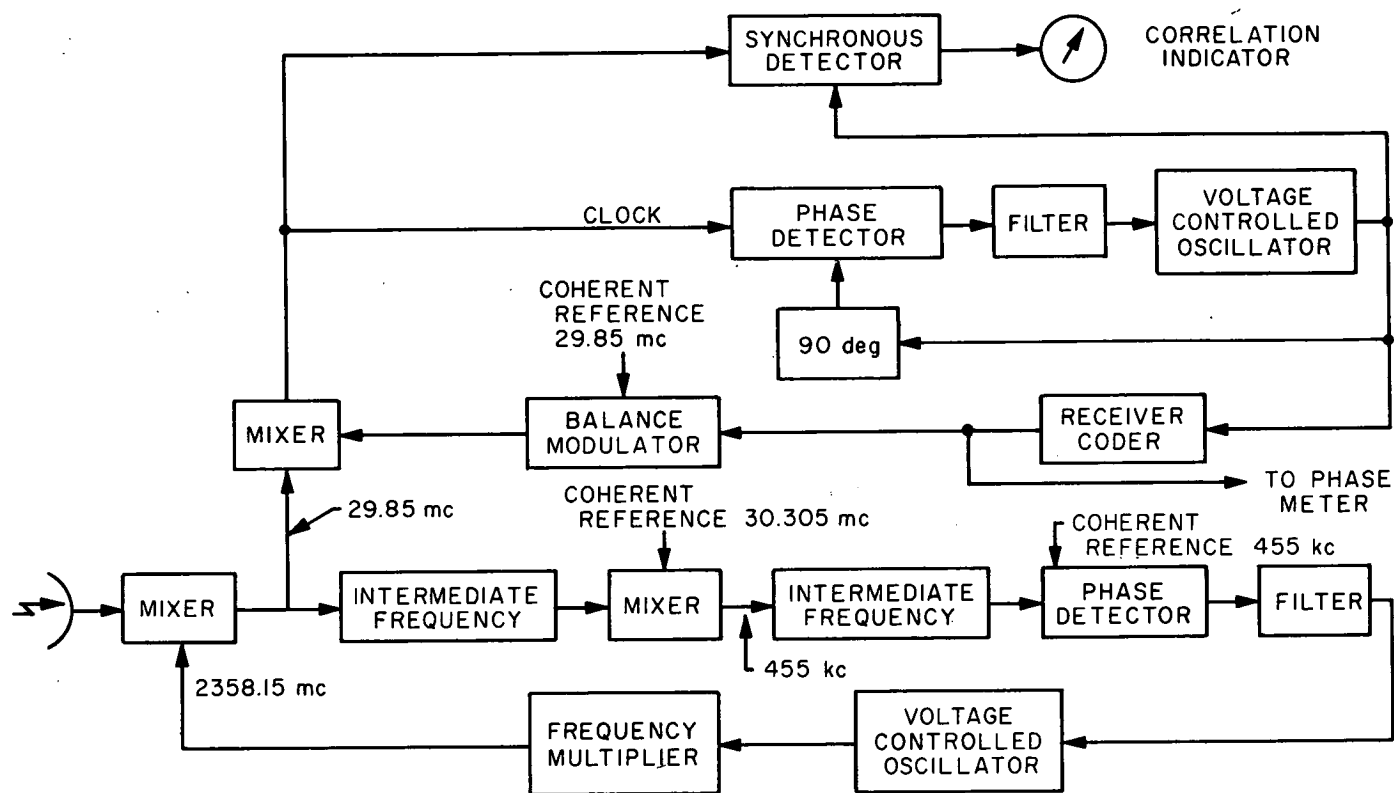 SYNCHRONOUS
DETECTOR
CORRELATION
INDICATOR
CLOCK
PHASE
DETECTOR
FILTER
VOLTAGE
CONTROLLED
OSCILLATOR
COHERENT
REFERENCE
29.85 mc
90 deg
MIXER
BALANCE
MODULATOR
RECEIVER
CODER
TO PHASE
METER
29.85 mc
COHERENT
REFERENCE 30.305 mc
COHERENT
REFERENCE 455 kc
MIXER
INTERMEDIATE
FREQUENCY
MIXER
INTERMEDIATE
FREQUENCY
PHASE
DETECTOR
FILTER
455 kc
2358.15 mc
FREQUENCY
MULTIPLIER
VOLTAGE
CONTROLLED
OSCILLATOR